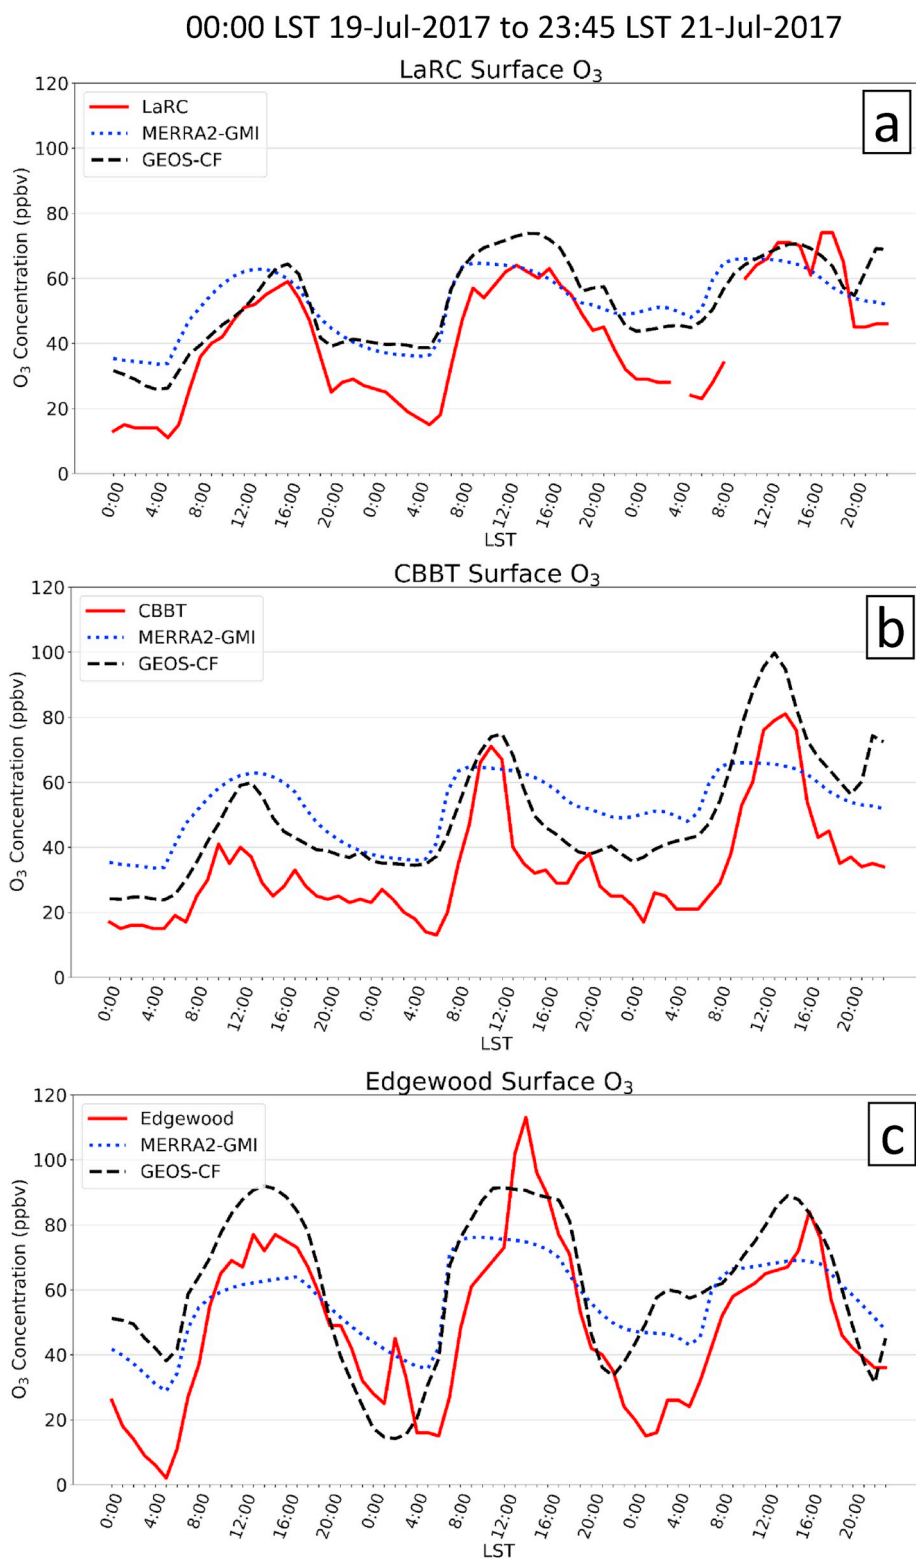 00:00 LST 19-Jul-2017 to 23:45 LST 21-Jul-2017
LaRC Surface O3
a
LaRC
MERRA2-GMI
GEOS-CF
O3 Concentration (ppbv)
120
100
80
60
40
20
0
0:00 4:00 8:00 12:00 16:00 20:00 0:00 4:00 8:00 12:00 16:00 20:00 0:00 4:00 8:00 12:00 16:00 20:00
LST
CBBT Surface O3
b
CBBT
MERRA2-GMI
GEOS-CF
O3 Concentration (ppbv)
120
100
80
60
40
20
0
0:00 4:00 8:00 12:00 16:00 20:00 0:00 4:00 8:00 12:00 16:00 20:00 0:00 4:00 8:00 12:00 16:00 20:00
LST
Edgewood Surface O3
c
Edgewood
MERRA2-GMI
GEOS-CF
O3 Concentration (ppbv)
120
100
80
60
40
20
0
0:00 4:00 8:00 12:00 16:00 20:00 0:00 4:00 8:00 12:00 16:00 20:00 0:00 4:00 8:00 12:00 16:00 20:00
LST